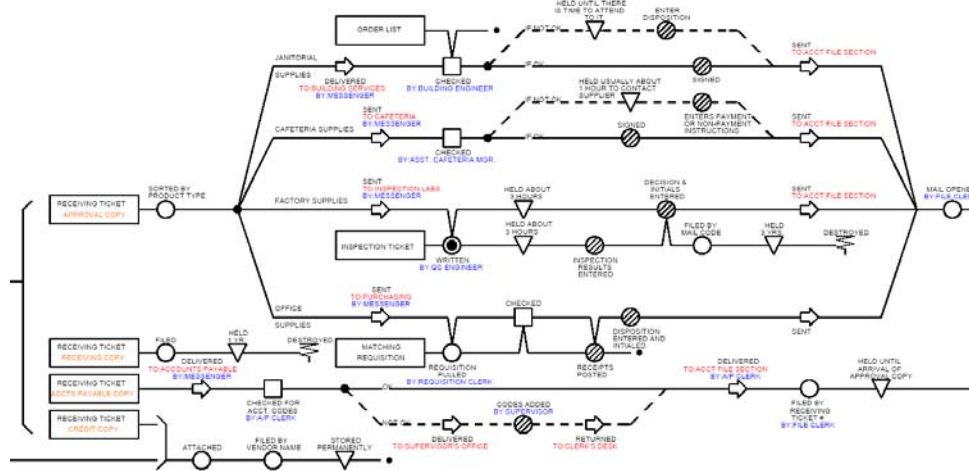 HELD UNTIL THERE
IS TIME TO ATTEND
TO IT
ENTER
DISPOSITION
ORDER LIST
IF NOT OK
SENT
TO:ACCT FILE SECTION
JANITORIAL
SUPPLIES
DELIVERED
TO:BUILDING SERVICES
BY:MESSENGER
CHECKED
BY:BUILDING ENGINEER
IF OK
SIGNED
HELD USUALLY ABOUT
1 HOUR TO CONTACT
SUPPLIER
IF NOT OK
ENTERS PAYMENT
OR NON-PAYMENT
INSTRUCTIONS
SENT
TO:CAFETERIA
BY:MESSENGER
CAFETERIA SUPPLIES
CHECKED
BY:ASST. CAFETERIA MGR.
IF OK
SIGNED
SENT
TO:ACCT FILE SECTION
RECEIVING TICKET
APPROVAL COPY
SORTED BY
PRODUCT TYPE
SENT
TO:INSPECTION LABS
BY:MESSENGER
FACTORY SUPPLIES
HELD ABOUT
3 HOURS
DECISION &
INITIALS
ENTERED
SENT
TO:ACCT FILE SECTION
MAIL OPENE
BY:FILE CLER
INSPECTION TICKET
WRITTEN
BY:QC ENGINEER
HELD ABOUT
3 HOURS
INSPECTION
RESULTS
ENTERED
FILED BY
MAIL CODE
HELD
3 YRS.
DESTROYED
SENT
TO:PURCHASING
BY:MESSENGER
OFFICE
SUPPLIES
CHECKED
DISPOSITION
ENTERED AND
INTIALED
SENT
MATCHING
REQUISITION
REQUISITION
PULLED
BY:REQUISITION CLERK
RECEIPTS
POSTED
RECEIVING TICKET
RECEIVING COPY
FILED
HELD
1 YR.
DESTROYED
RECEIVING TICKET
ACCTS PAYABLE COPY
DELIVERED
TO:ACCOUNTS PAYABLE
BY:MESSENGER
CHECKED FOR
ACCT. CODES
BY:A/P CLERK
OK
NOT OK
DELIVERED
TO:SUPERVISOR'S OFFICE
CODES ADDED
BY:SUPERVISOR
RETURNED
TO:CLERK'S DESK
DELIVERED
TO:ACCT FILE SECTION
BY:A/P CLERK
FILED BY
RECEIVING
TICKET #
BY:FILE CLERK
HELD UNTIL
ARRIVAL OF
APPROVAL COPY
RECEIVING TICKET
CREDIT COPY
ATTACHED
FILED BY
VENDOR NAME
STORED
PERMANENTLY